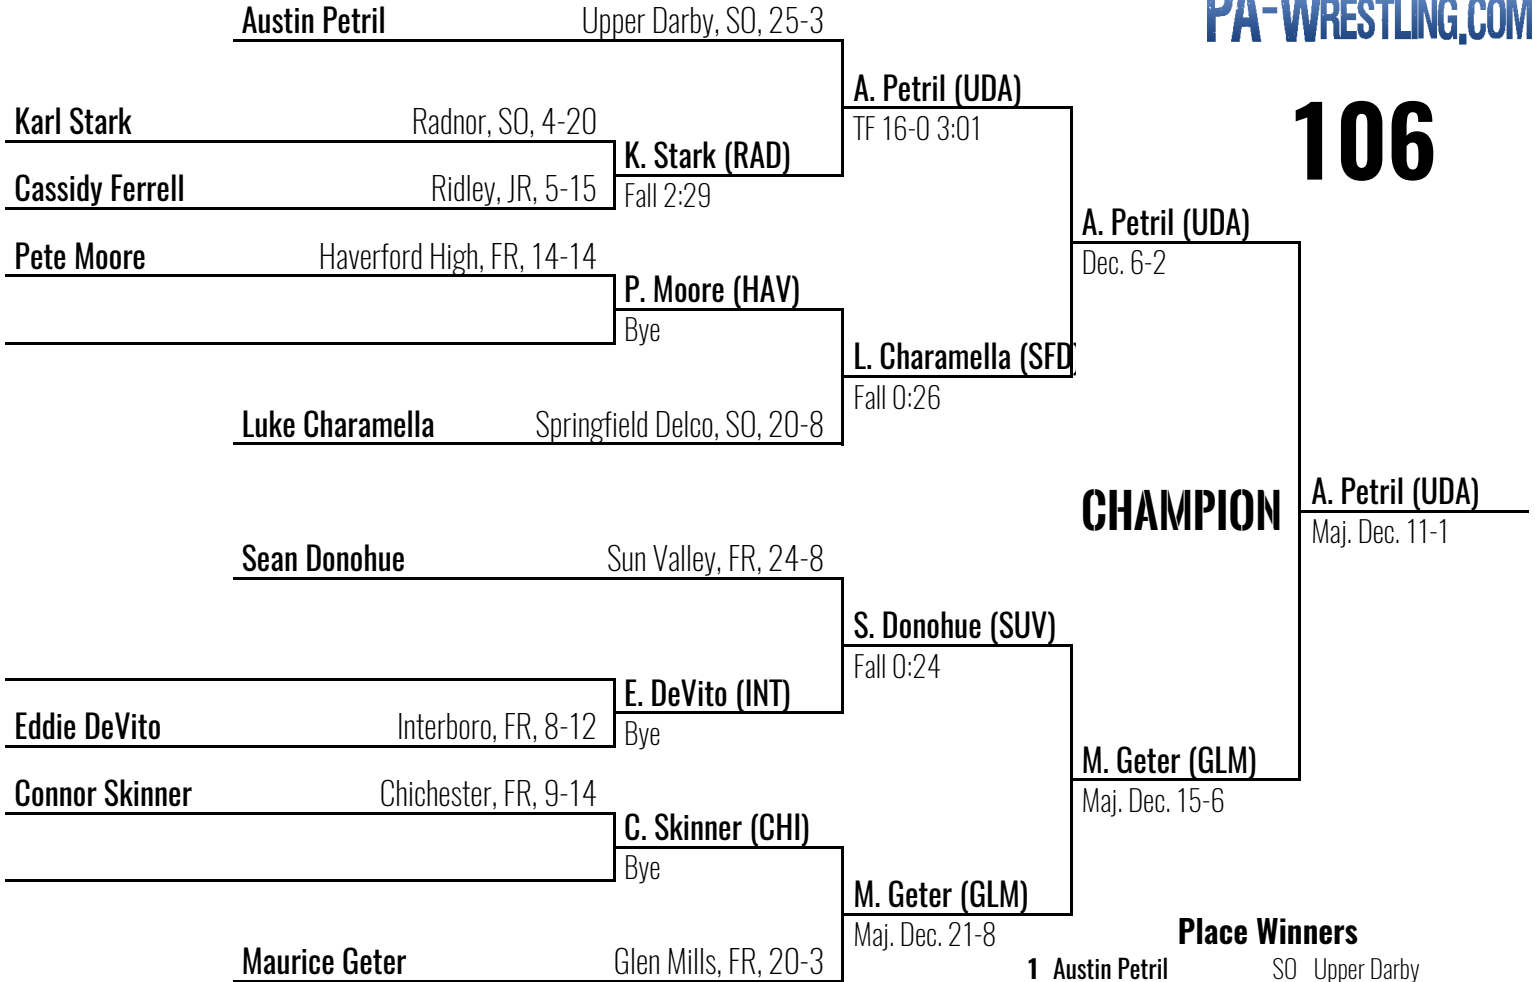 PA-WRESTLING.COM
106
Austin Petril Upper Darby, SO, 25-3
A. Petril (UDA)
TF 16-0 3:01
Karl Stark Radnor, SO, 4-20
K. Stark (RAD)
Fall 2:29
Cassidy Ferrell Ridley, JR, 5-15
A. Petril (UDA)
Dec. 6-2
Pete Moore Haverford High, FR, 14-14
P. Moore (HAV)
Bye
L. Charamella (SFD)
Fall 0:26
Luke Charamella Springfield Delco, SO, 20-8
CHAMPION
A. Petril (UDA)
Maj. Dec. 11-1
Sean Donohue Sun Valley, FR, 24-8
S. Donohue (SUV)
Fall 0:24
E. DeVito (INT)
Bye
Eddie DeVito Interboro, FR, 8-12
M. Geter (GLM)
Maj. Dec. 15-6
Connor Skinner Chichester, FR, 9-14
C. Skinner (CHI)
Bye
M. Geter (GLM)
Maj. Dec. 21-8
Maurice Geter Glen Mills, FR, 20-3
Place Winners
1 Austin Petril SO Upper Darby